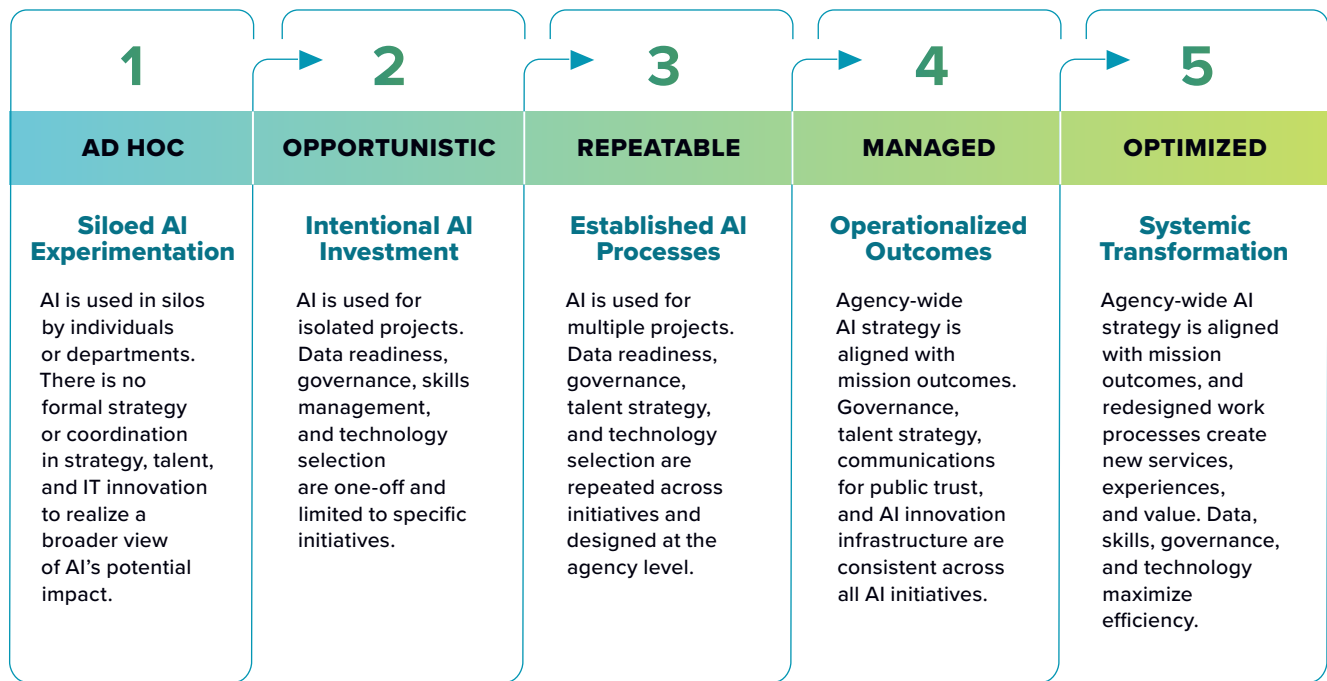 1
AD HOC
Siloed AI
Experimentation
AI is used in silos
by individuals
or departments.
There is no
formal strategy
or coordination
in strategy, talent,
and IT innovation
to realize a
broader view
of AI’s potential
impact.
2
OPPORTUNISTIC
Intentional AI
Investment
AI is used for
isolated projects.
Data readiness,
governance, skills
management,
and technology
selection
are one-off and
limited to specific
initiatives.
3
REPEATABLE
Established AI
Processes
AI is used for
multiple projects.
Data readiness,
governance,
talent strategy,
and technology
selection are
repeated across
initiatives and
designed at the
agency level.
4
MANAGED
Operationalized
Outcomes
Agency-wide
AI strategy is
aligned with
mission outcomes.
Governance,
talent strategy,
communications
for public trust,
and AI innovation
infrastructure are
consistent across
all AI initiatives.
5
OPTIMIZED
Systemic
Transformation
Agency-wide AI
strategy is aligned
with mission
outcomes, and
redesigned work
processes create
new services,
experiences,
and value. Data,
skills, governance,
and technology
maximize
efficiency.